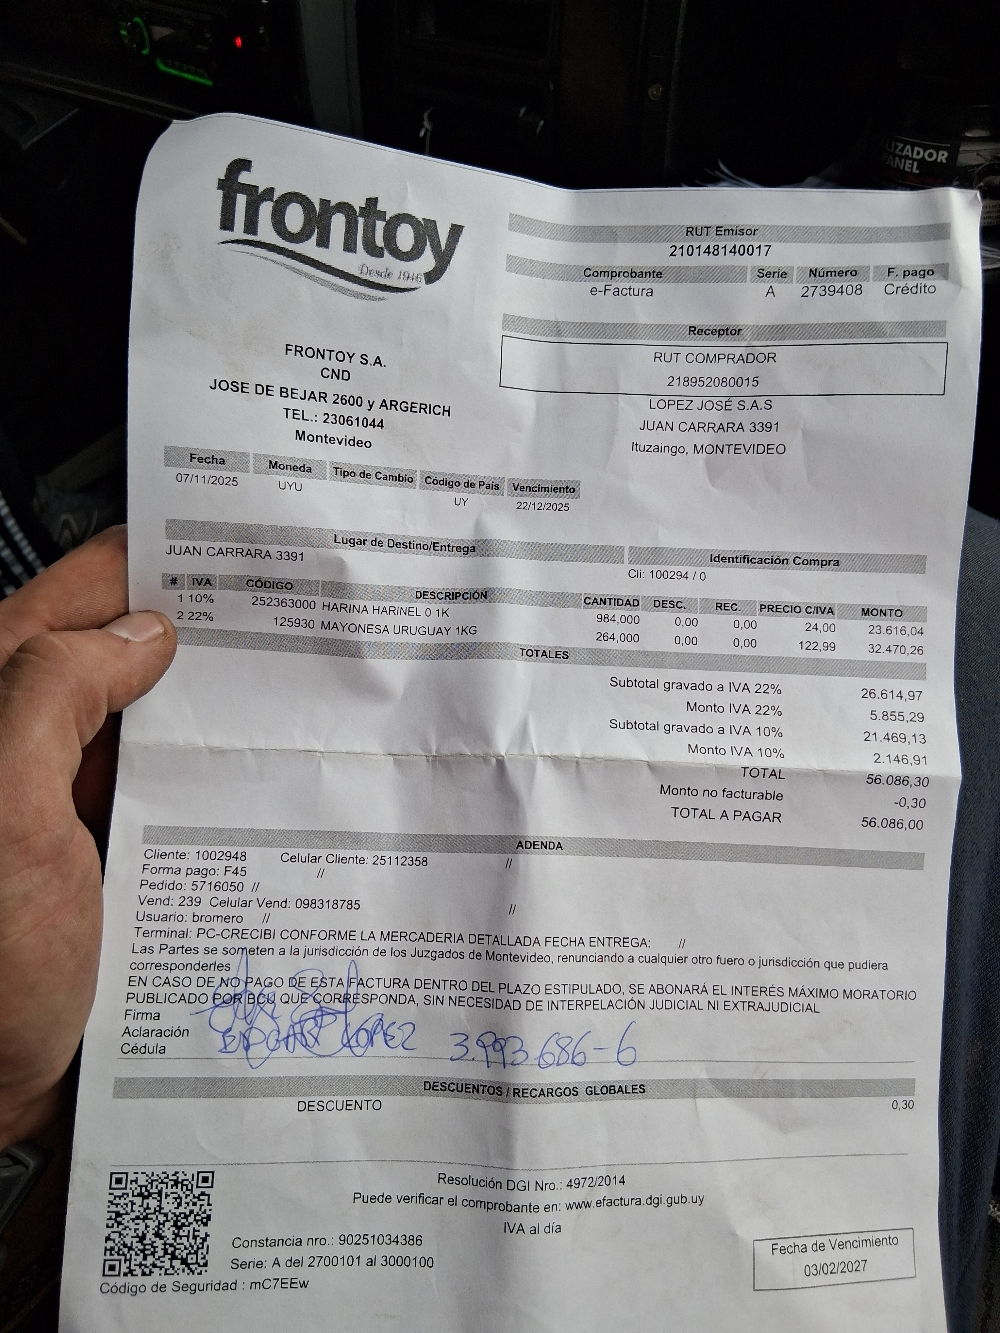 LIZADOR
ANEL
frontoy
Desde 1946
RUT Emisor
210148140017
Comprobante Serie Número F. pago
e-Factura A 2739408 Crédito
Receptor
RUT COMPRADOR
218952080015
LOPEZ JOSÉ S.A.S
JUAN CARRARA 3391
Ituzaingo, MONTEVIDEO
FRONTOY S.A.
CND
JOSE DE BEJAR 2600 y ARGERICH
TEL.: 23061044
Montevideo
Fecha Moneda Tipo de Cambio Código de País Vencimiento
07/11/2025 UYU UY 22/12/2025
Lugar de Destino/Entrega Identificación Compra
JUAN CARRARA 3391 Cli: 100294 / 0
# IVA CÓDIGO DESCRIPCIÓN CANTIDAD DESC. REC. PRECIO C/IVA MONTO
1 10% 252363000 HARINA HARINEL 0 1K 984,000 0,00 0,00 24,00 23.616,04
2 22% 125930 MAYONESA URUGUAY 1KG 264,000 0,00 0,00 122,99 32.470,26
TOTALES
Subtotal gravado a IVA 22% 26.614,97
Monto IVA 22% 5.855,29
Subtotal gravado a IVA 10% 21.469,13
Monto IVA 10% 2.146,91
TOTAL 56.086,30
Monto no facturable -0,30
TOTAL A PAGAR 56.086,00
ADENDA
Cliente: 1002948 Celular Cliente: 25112358 //
Forma pago: F45 //
Pedido: 5716050 //
Vend: 239 Celular Vend: 098318785 //
Usuario: bromero //
Terminal: PC-CRECIBI CONFORME LA MERCADERIA DETALLADA FECHA ENTREGA: //
Las Partes se someten a la jurisdicción de los Juzgados de Montevideo, renunciando a cualquier otro fuero o jurisdicción que pudiera
corresponderles
EN CASO DE NO PAGO DE ESTA FACTURA DENTRO DEL PLAZO ESTIPULADO, SE ABONARÁ EL INTERÉS MÁXIMO MORATORIO
PUBLICADO POR BCU QUE CORRESPONDA, SIN NECESIDAD DE INTERPELACIÓN JUDICIAL NI EXTRAJUDICIAL
Firma
Aclaración EDGAR LOPEZ 3.993.686-6
Cédula
DESCUENTOS / RECARGOS GLOBALES
DESCUENTO 0,30
Resolución DGI Nro.: 4972/2014
Puede verificar el comprobante en: www.efactura.dgi.gub.uy
IVA al día
Constancia nro.: 90251034386
Serie: A del 2700101 al 3000100
Código de Seguridad : mC7EEw
Fecha de Vencimiento
03/02/2027